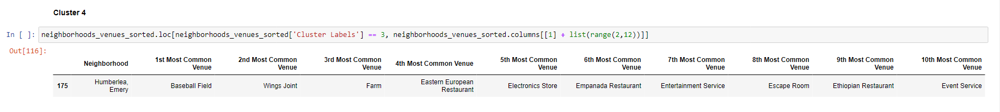 Cluster 4
In [ ]: neighborhoods_venues_sorted.loc[neighborhoods_venues_sorted['Cluster Labels'] == 3, neighborhoods_venues_sorted.columns[[1] + list(range(2,12))]]
Out[116]:
Neighborhood 1st Most Common Venue 2nd Most Common Venue 3rd Most Common Venue 4th Most Common Venue 5th Most Common Venue 6th Most Common Venue 7th Most Common Venue 8th Most Common Venue 9th Most Common Venue 10th Most Common Venue
175 Humberlea, Emery Baseball Field Wings Joint Farm Eastern European Restaurant Electronics Store Empanada Restaurant Entertainment Service Escape Room Ethiopian Restaurant Event Service